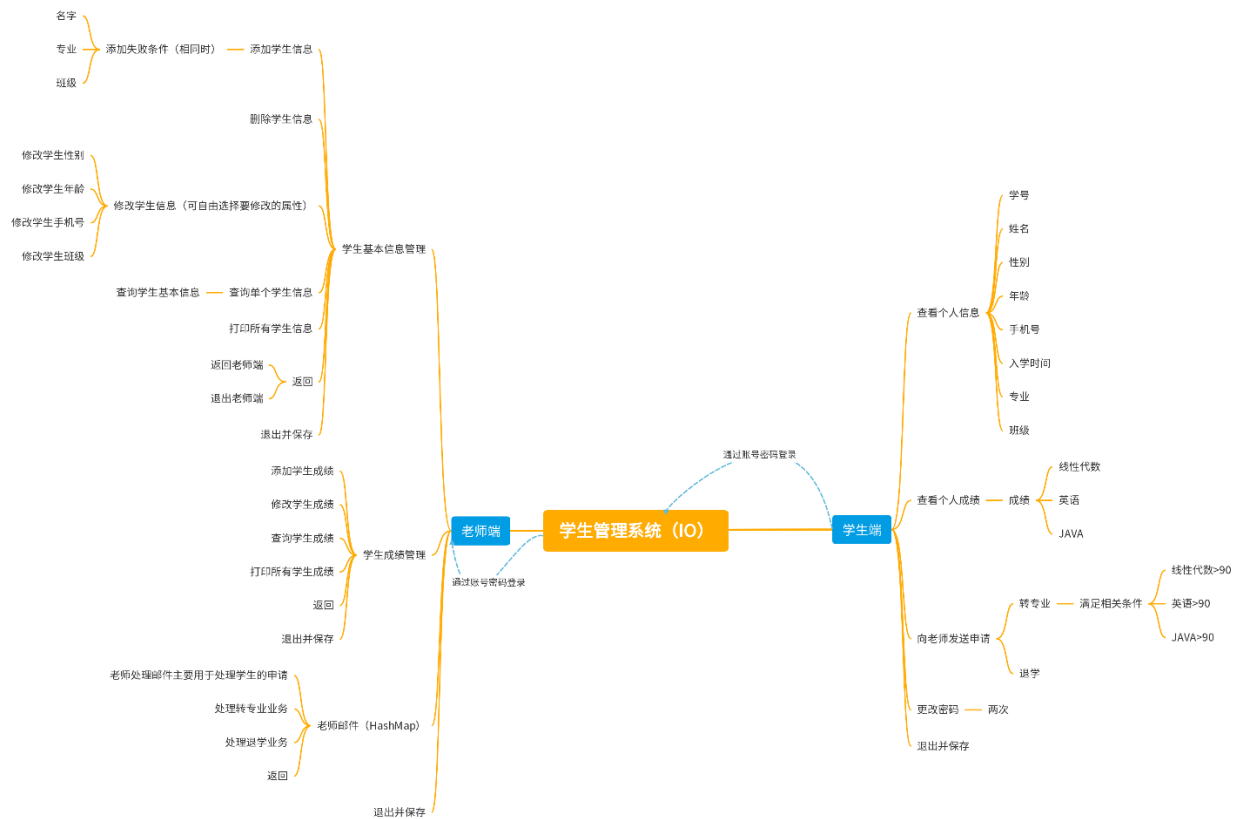 学生管理系统（IO）
老师端
通过账号密码登录
学生基本信息管理
添加学生信息
添加失败条件（相同时）
名字
专业
班级
删除学生信息
修改学生信息（可自由选择要修改的属性）
修改学生性别
修改学生年龄
修改学生手机号
修改学生班级
查询单个学生信息
查询学生基本信息
打印所有学生信息
返回
返回老师端
退出老师端
退出并保存
学生成绩管理
添加学生成绩
修改学生成绩
查询学生成绩
打印所有学生成绩
返回
退出并保存
老师邮件（HashMap）
老师处理邮件主要用于处理学生的申请
处理转专业业务
处理退学业务
返回
退出并保存
学生端
通过账号密码登录
查看个人信息
学号
姓名
性别
年龄
手机号
入学时间
专业
班级
查看个人成绩
成绩
线性代数
英语
JAVA
向老师发送申请
转专业
满足相关条件
线性代数>90
英语>90
JAVA>90
退学
更改密码
两次
退出并保存